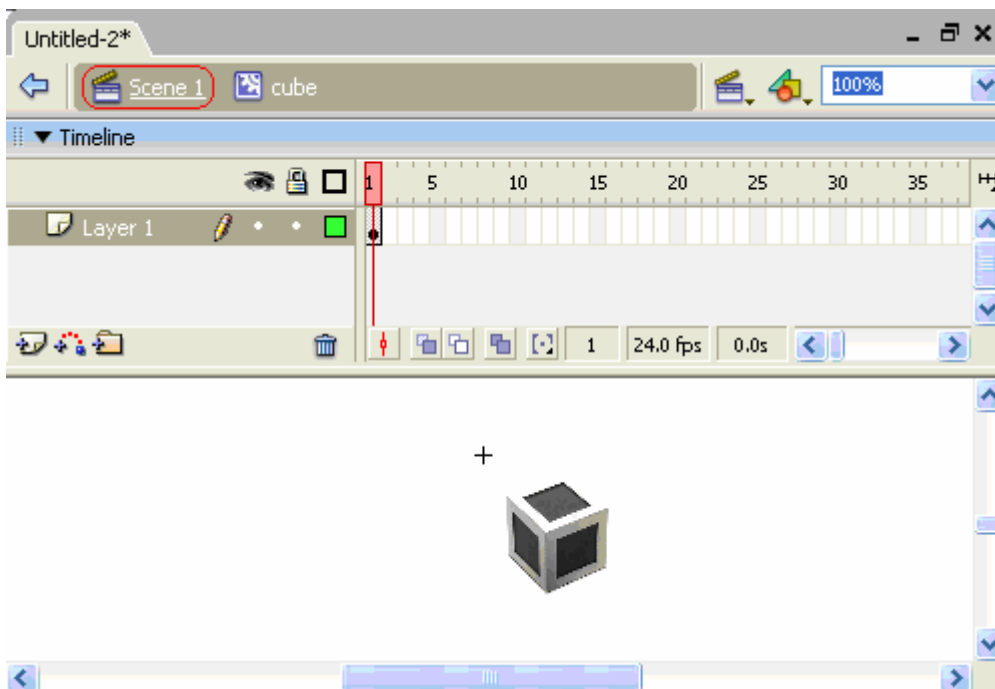 Untitled-2*
Scene 1 cube 100%
Timeline
1 5 10 15 20 25 30 35
Layer 1
1 24.0 fps 0.0s